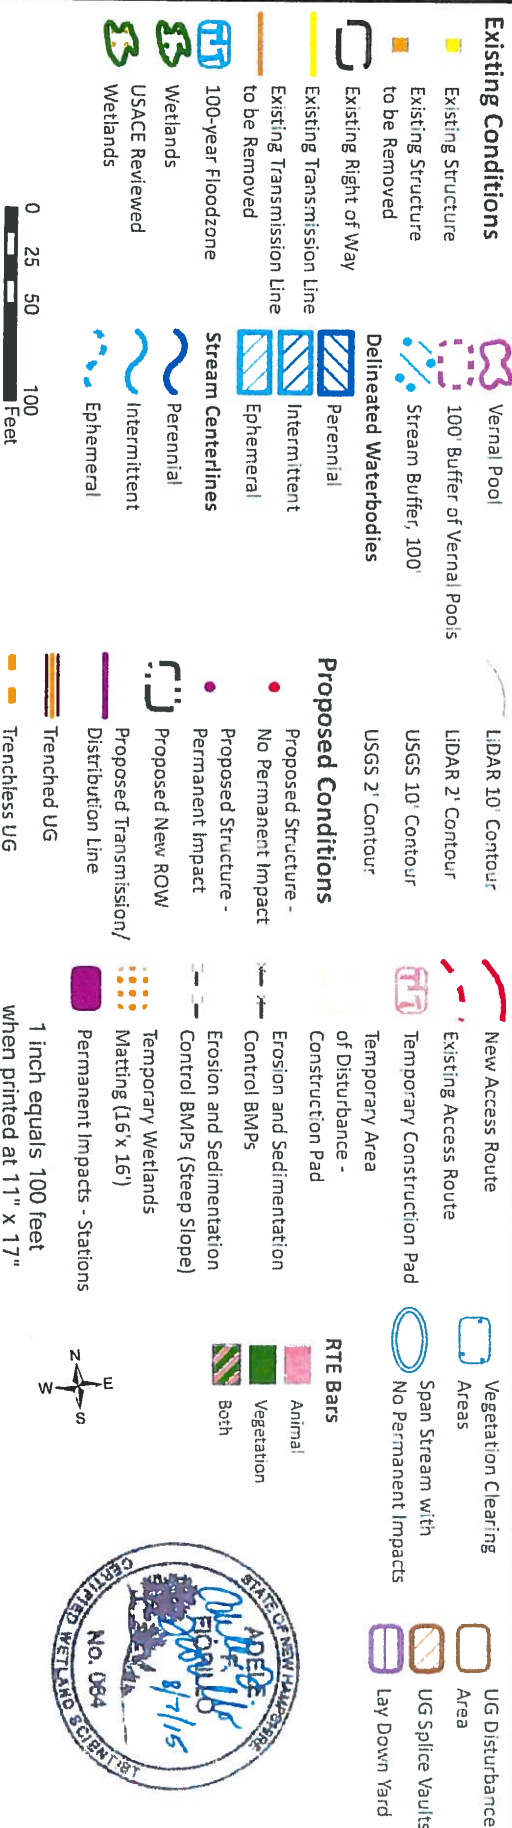 Existing Conditions
Existing Structure
Existing Structure
to be Removed
Existing Right of Way
Existing Transmission Line
Existing Transmission Line
to be Removed
100-year Floodzone
Wetlands
USACE Reviewed
Wetlands
0 25 50 100
Feet
Vernal Pool
100' Buffer of Vernal Pools
Stream Buffer, 100'
Delineated Waterbodies
Perennial
Intermittent
Ephemeral
Stream Centerlines
Perennial
Intermittent
Ephemeral
LiDAR 10' Contour
LiDAR 2' Contour
USGS 10' Contour
USGS 2' Contour
Proposed Conditions
Proposed Structure -
No Permanent Impact
Proposed Structure -
Permanent Impact
Proposed New ROW
Proposed Transmission/
Distribution Line
Trenched UG
Trenchless UG
New Access Route
Existing Access Route
Temporary Construction Pad
Temporary Area
of Disturbance -
Construction Pad
Erosion and Sedimentation
Control BMPs
Erosion and Sedimentation
Control BMPs (Steep Slope)
Temporary Wetlands
Matting (16'x 16')
Permanent Impacts - Stations
1 inch equals 100 feet
when printed at 11" x 17"
Vegetation Clearing
Areas
Span Stream with
No Permanent Impacts
RTE Bars
Animal
Vegetation
Both
N
E
W
S
UG Disturbance
Area
UG Splice Vaults
Lay Down Yard
STATE OF NEW HAMPSHIRE
ADELE
FIORILLO
8/7/15
NO. 084
CERTIFIED WETLAND SCIENTIST